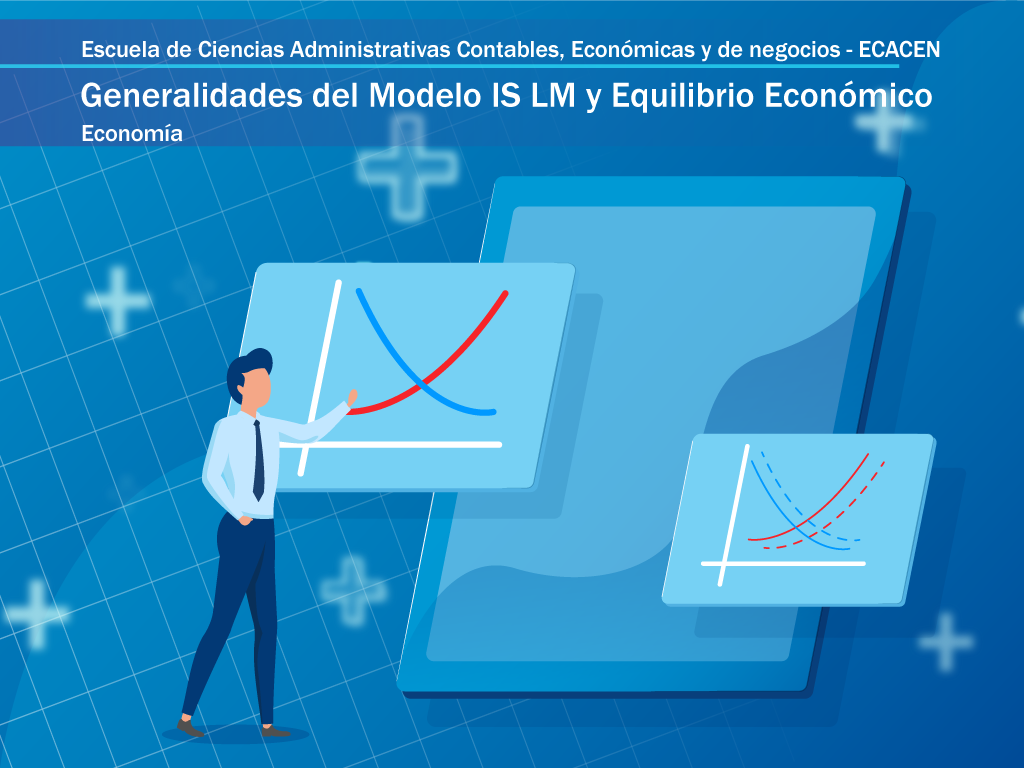 Escuela de Ciencias Administrativas Contables, Económicas y de negocios - ECACEN
Generalidades del Modelo IS LM y Equilibrio Económico
Economía